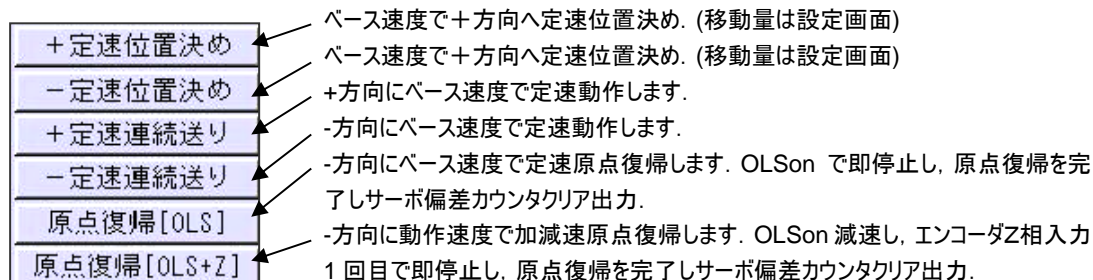 ベース速度で＋方向へ定速位置決め. (移動量は設定画面)
＋定速位置決め
ベース速度で＋方向へ定速位置決め. (移動量は設定画面)
－定速位置決め
+方向にベース速度で定速動作します.
＋定速連続送り
-方向にベース速度で定速動作します.
－定速連続送り
-方向にベース速度で定速原点復帰します. OLSon で即停止し, 原点復帰を完
了しサーボ偏差カウンタクリア出力.
原点復帰[OLS]
-方向に動作速度で加減速原点復帰します. OLSon 減速し, エンコーダZ相入力
1 回目で即停止し, 原点復帰を完了しサーボ偏差カウンタクリア出力.
原点復帰[OLS+Z]